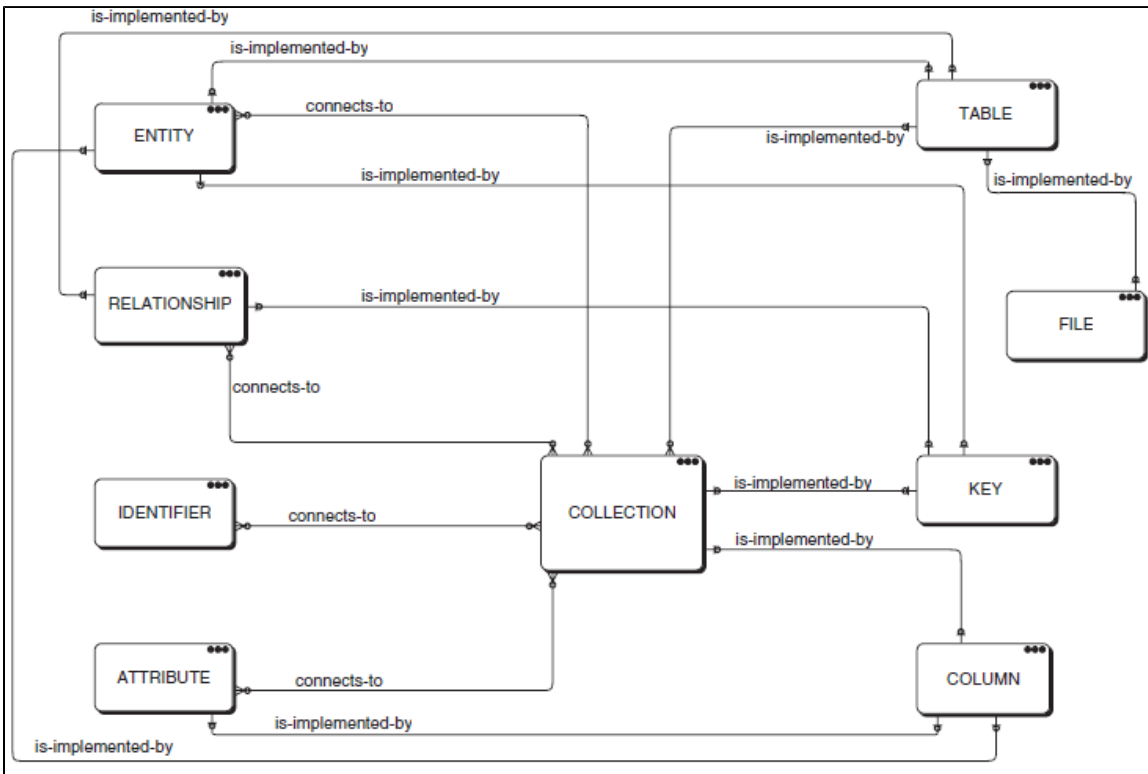 is-implemented-by
is-implemented-by
connects-to
ENTITY
TABLE
is-implemented-by
is-implemented-by
is-implemented-by
RELATIONSHIP
is-implemented-by
FILE
connects-to
IDENTIFIER
connects-to
COLLECTION
is-implemented-by
KEY
is-implemented-by
ATTRIBUTE
connects-to
COLUMN
is-implemented-by
is-implemented-by